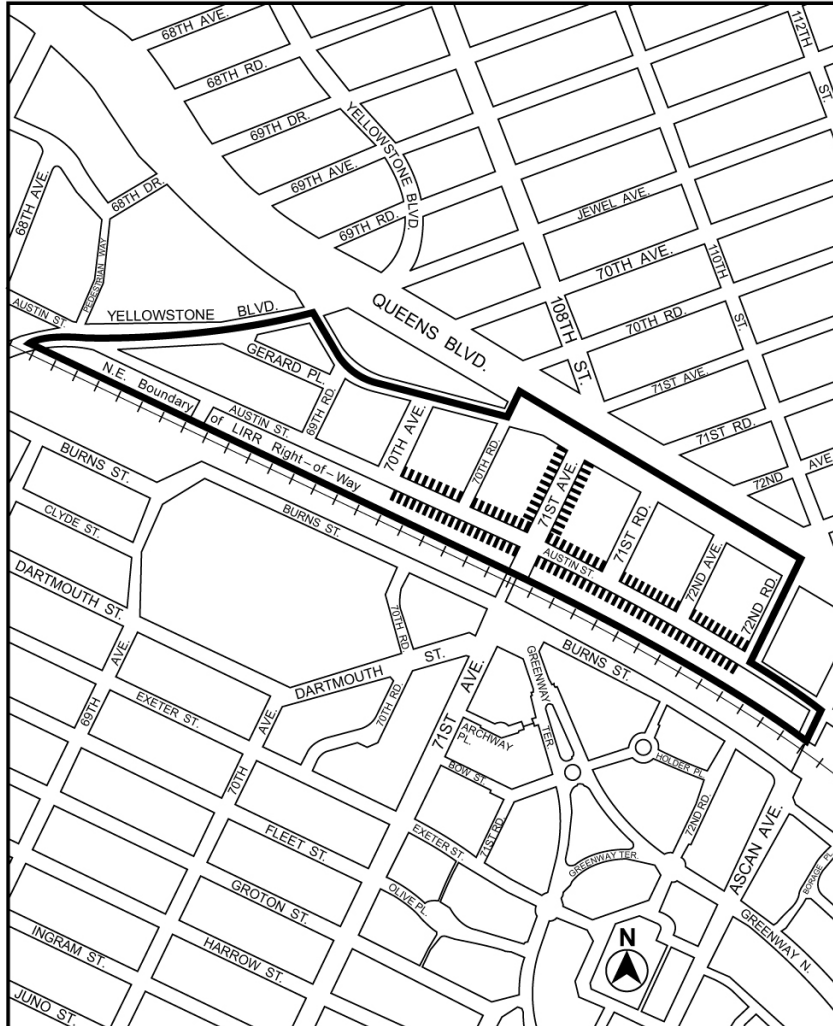 68TH AVE.
112TH
ST.
68TH RD.
69TH DR.
YELLOWSTONE BLVD.
69TH AVE.
69TH RD.
JEWEL AVE.
70TH AVE.
110TH
ST.
70TH RD.
71ST AVE.
71ST RD.
72ND AVE.
108TH
ST.
QUEENS BLVD.
68TH AVE.
68TH DR.
PEDESTRIAN WAY
AUSTIN ST.
YELLOWSTONE BLVD.
GERARD PL.
N.E. Boundary of LIRR Right-of-Way
AUSTIN ST.
69TH RD.
70TH AVE.
70TH RD.
71ST AVE.
AUSTIN ST.
71ST RD.
72ND AVE.
72ND RD.
BURNS ST.
BURNS ST.
CLYDE ST.
DARTMOUTH ST.
70TH RD.
BURNS ST.
DARTMOUTH ST.
69TH AVE.
EXETER ST.
70TH AVE.
70TH RD.
71ST AVE.
GREENWAY TER.
ARCHWAY
PL.
BOW ST.
HOLDER PL.
72ND RD.
71ST RD.
EXETER ST.
FLEET ST.
GREENWAY TER.
ASCAN AVE.
BORAGE PL.
GROTON ST.
OLIVE PL.
GREENWAY N.
INGRAM ST.
HARROW ST.
N
JUNO ST.